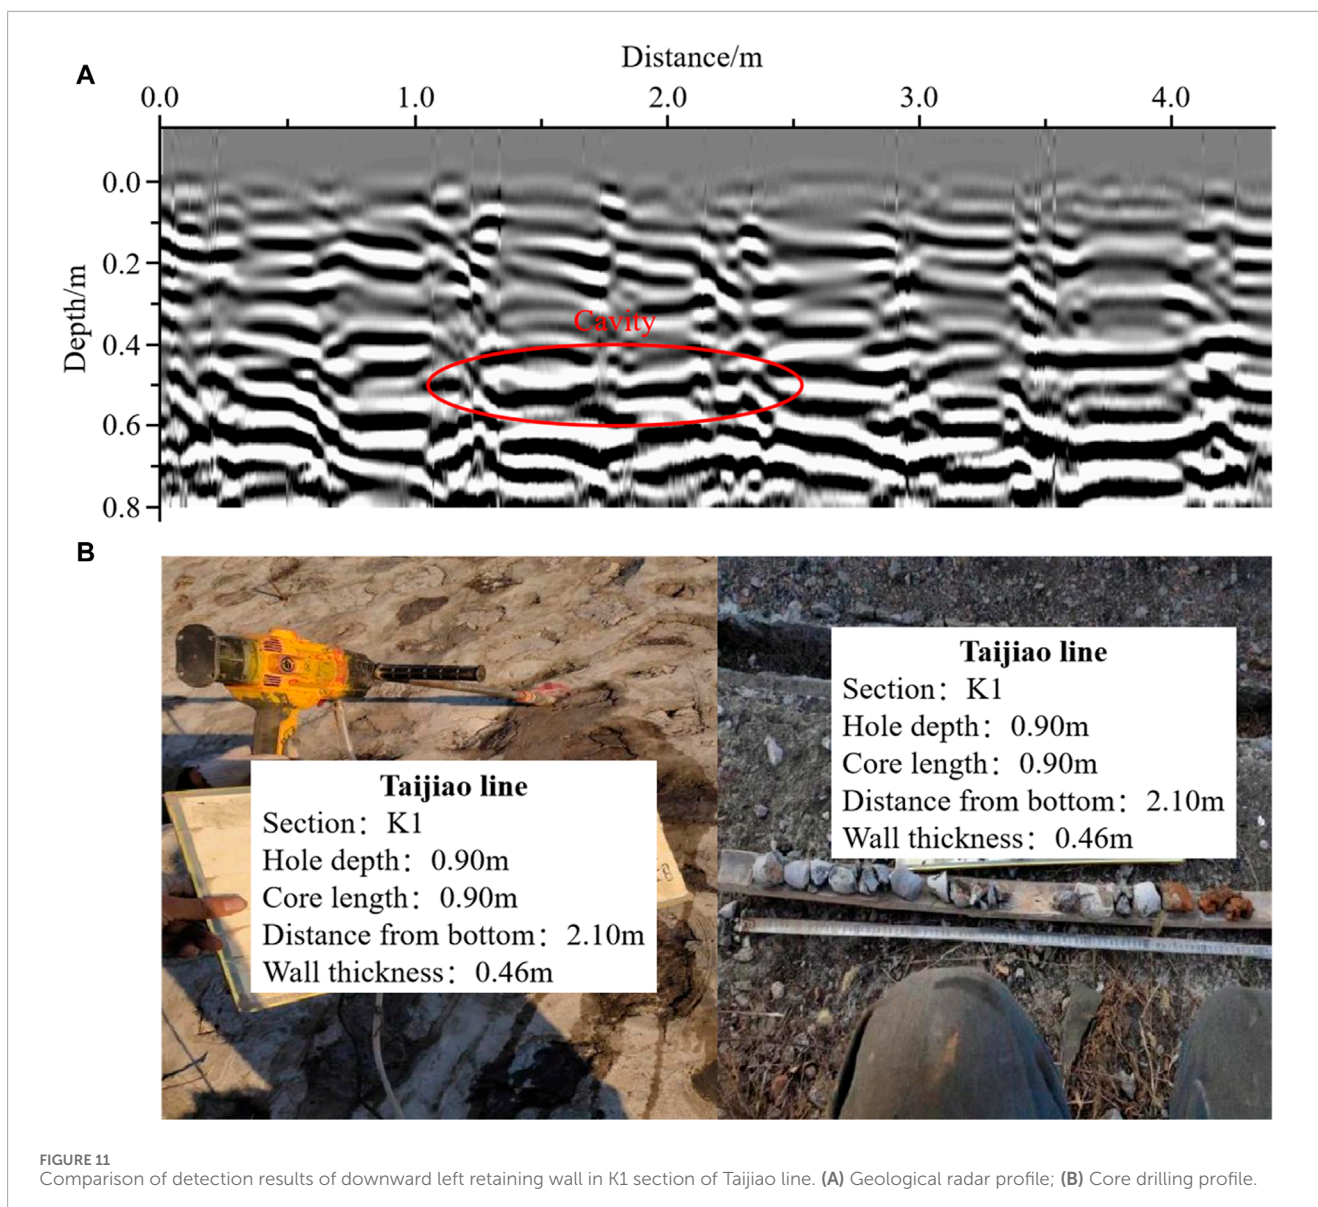 A
Distance/m
0.0 1.0 2.0 3.0 4.0
Depth/m
0.0
0.2
0.4
0.6
0.8
Cavity
B
Taijiao line
Section: K1
Hole depth: 0.90m
Core length: 0.90m
Distance from bottom: 2.10m
Wall thickness: 0.46m
Taijiao line
Section: K1
Hole depth: 0.90m
Core length: 0.90m
Distance from bottom: 2.10m
Wall thickness: 0.46m
FIGURE 11
Comparison of detection results of downward left retaining wall in K1 section of Taijiao line. (A) Geological radar profile; (B) Core drilling profile.